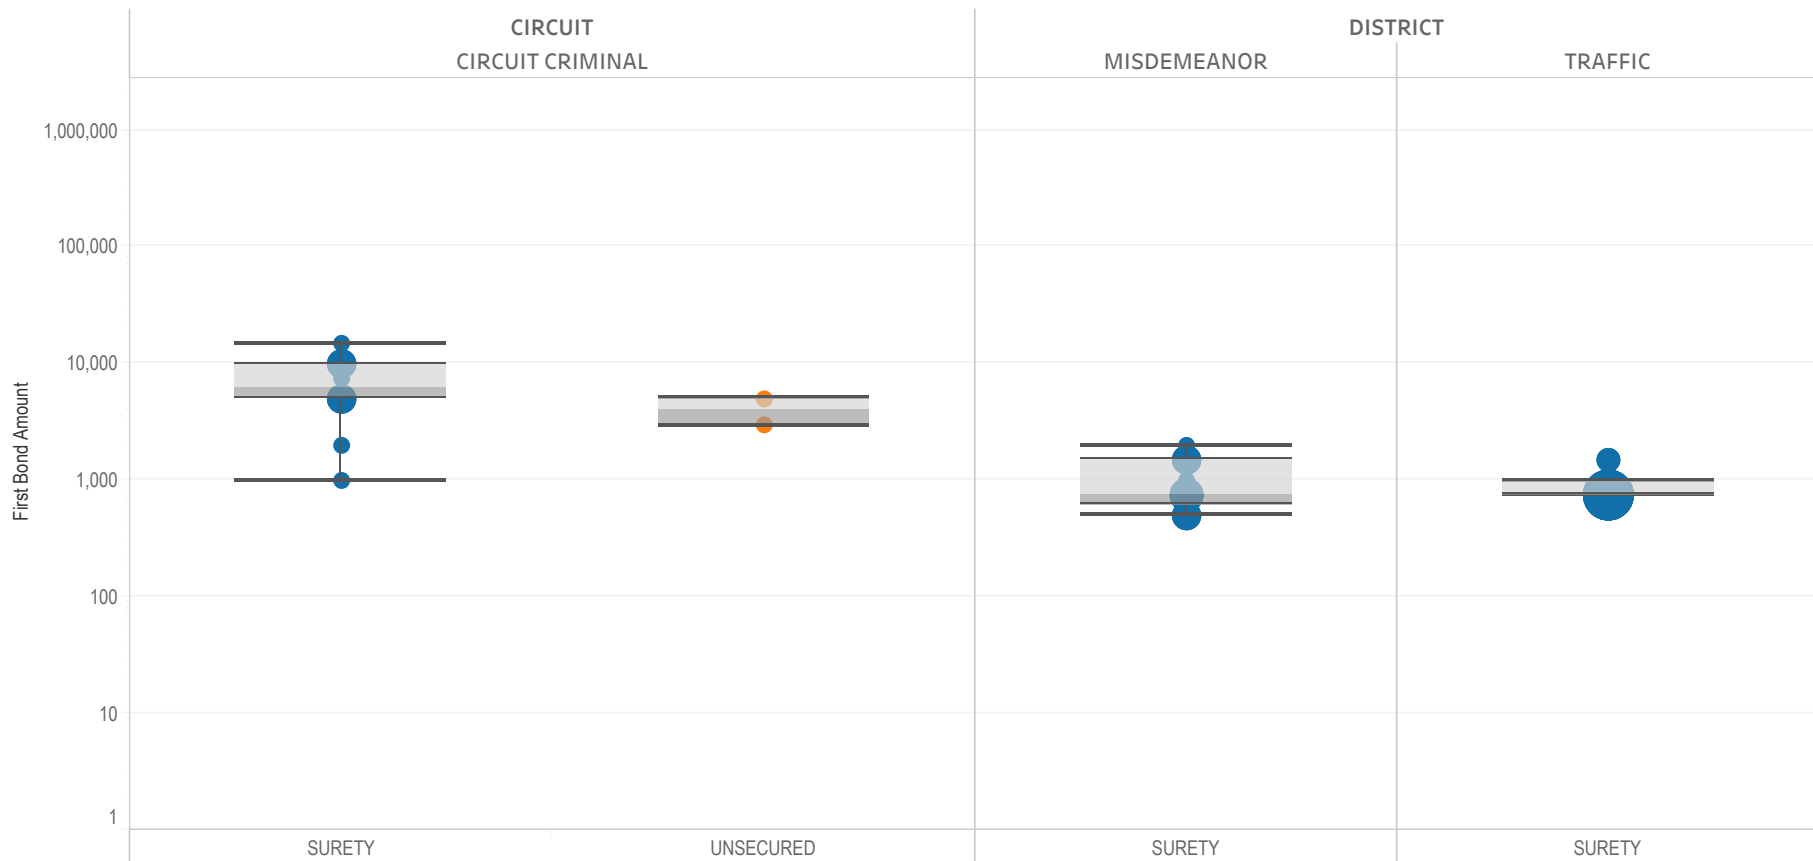 CIRCUIT
DISTRICT
CIRCUIT CRIMINAL
MISDEMEANOR
TRAFFIC
First Bond Amount
1,000,000
100,000
10,000
1,000
100
10
1
SURETY
UNSECURED
SURETY
SURETY